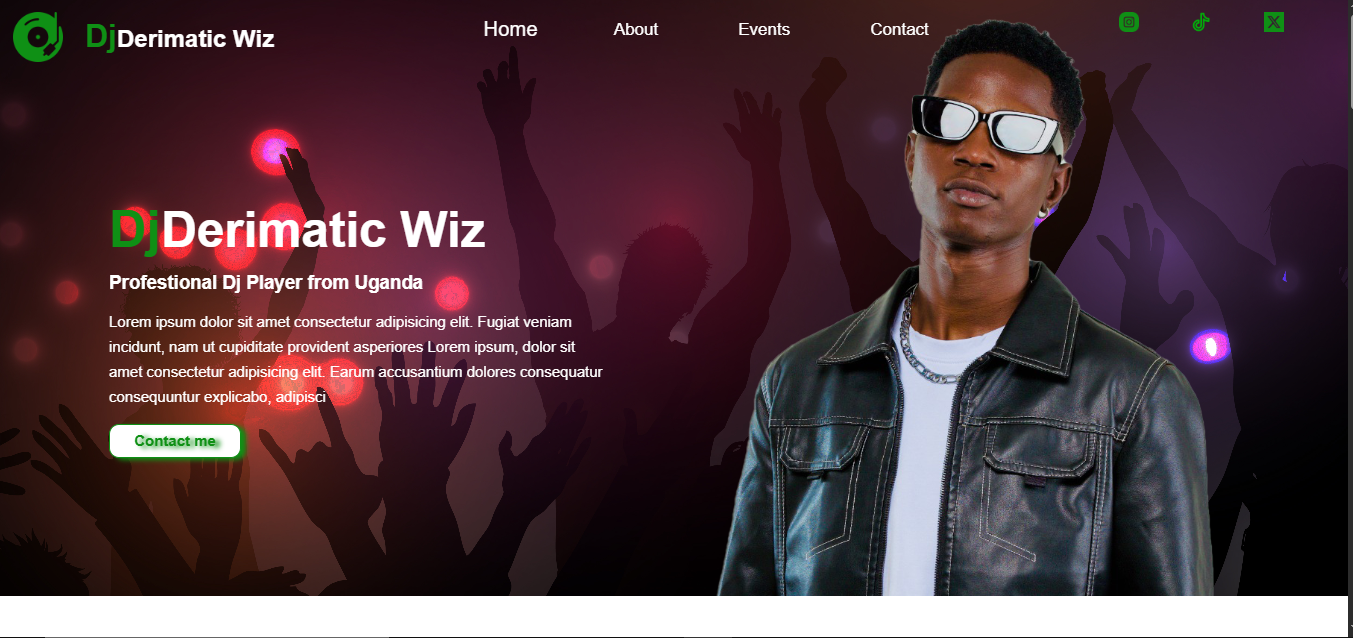 DjDerimatic Wiz
Home
About
Events
Contact
DjDerimatic Wiz
Profestional Dj Player from Uganda
Lorem ipsum dolor sit amet consectetur adipisicing elit. Fugiat veniam
incidunt, nam ut cupiditate provident asperiores Lorem ipsum, dolor sit
amet consectetur adipisicing elit. Earum accusantium dolores consequatur
consequuntur explicabo, adipisci
Contact me